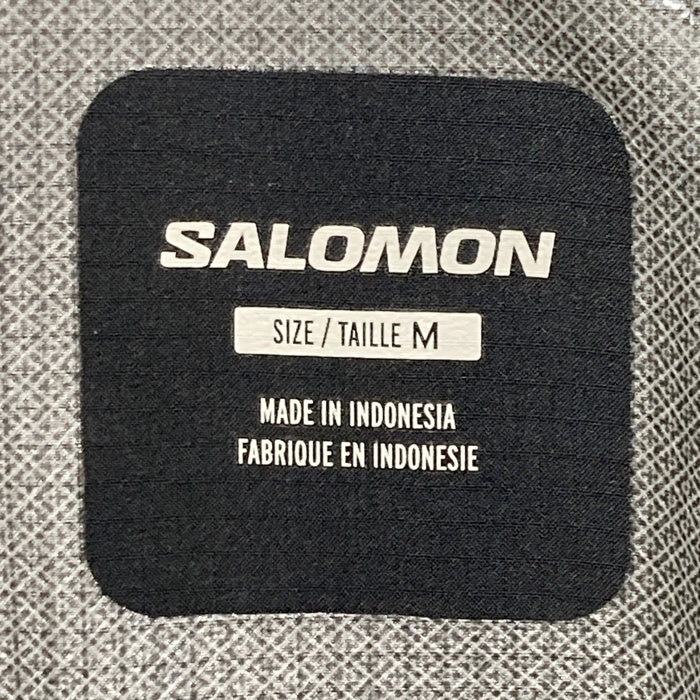 SALOMON
SIZE / TAILLE M
MADE IN INDONESIA
FABRIQUE EN INDONESIE